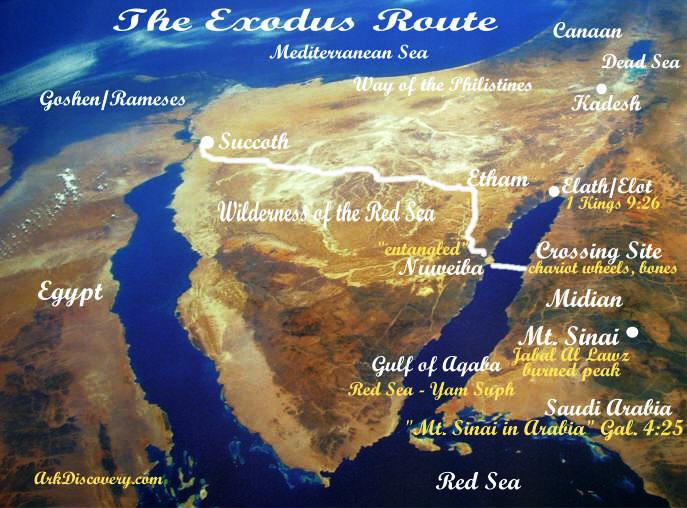 The Exodus Route
Canaan
Mediterranean Sea
Dead Sea
Way of the Philistines
Goshen/Rameses
Kadesh
Succoth
Etham
Elath/Elot
1 Kings 9:26
Wilderness of the Red Sea
"entangled"
Nuweiba
Crossing Site
chariot wheels, bones
Egypt
Midian
Mt. Sinai
Jabal Al Lawz
burned peak
Gulf of Aqaba
Red Sea - Yam Suph
Saudi Arabia
"Mt. Sinai in Arabia" Gal. 4:25
ArkDiscovery.com
Red Sea